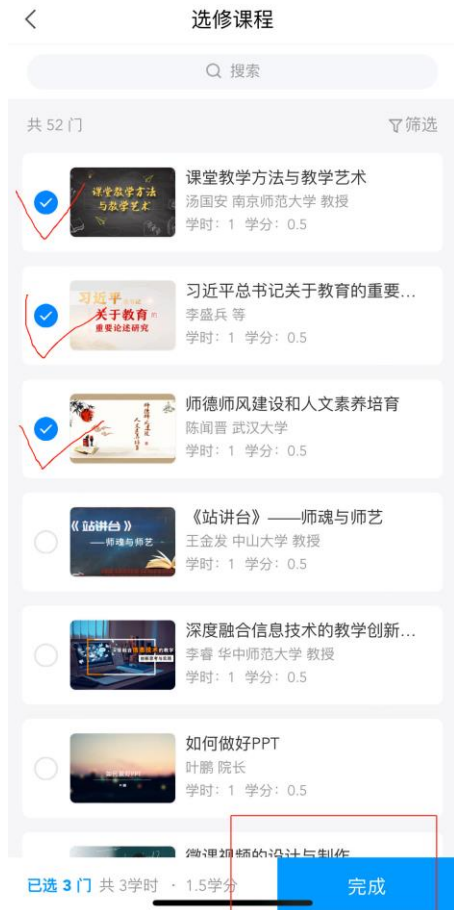 选修课程
搜索
共 52 门
筛选
课堂教学方法
与教学艺术
课堂教学方法与教学艺术
汤国安 南京师范大学 教授
学时：1 学分：0.5
习近平总书记
关于教育的
重要论述研究
习近平总书记关于教育的重要...
李盛兵 等
学时：1 学分：0.5
师德师风建设和人文素养培育
陈闻晋 武汉大学
学时：1 学分：0.5
《站讲台》
——师魂与师艺
《站讲台》——师魂与师艺
王金发 中山大学 教授
学时：1 学分：0.5
深度融合信息技术的教学创新...
李睿 华中师范大学 教授
学时：1 学分：0.5
如何做好PPT
叶鹏 院长
学时：1 学分：0.5
微课视频的设计与制作
已选 3 门 共 3学时 · 1.5学分
完成